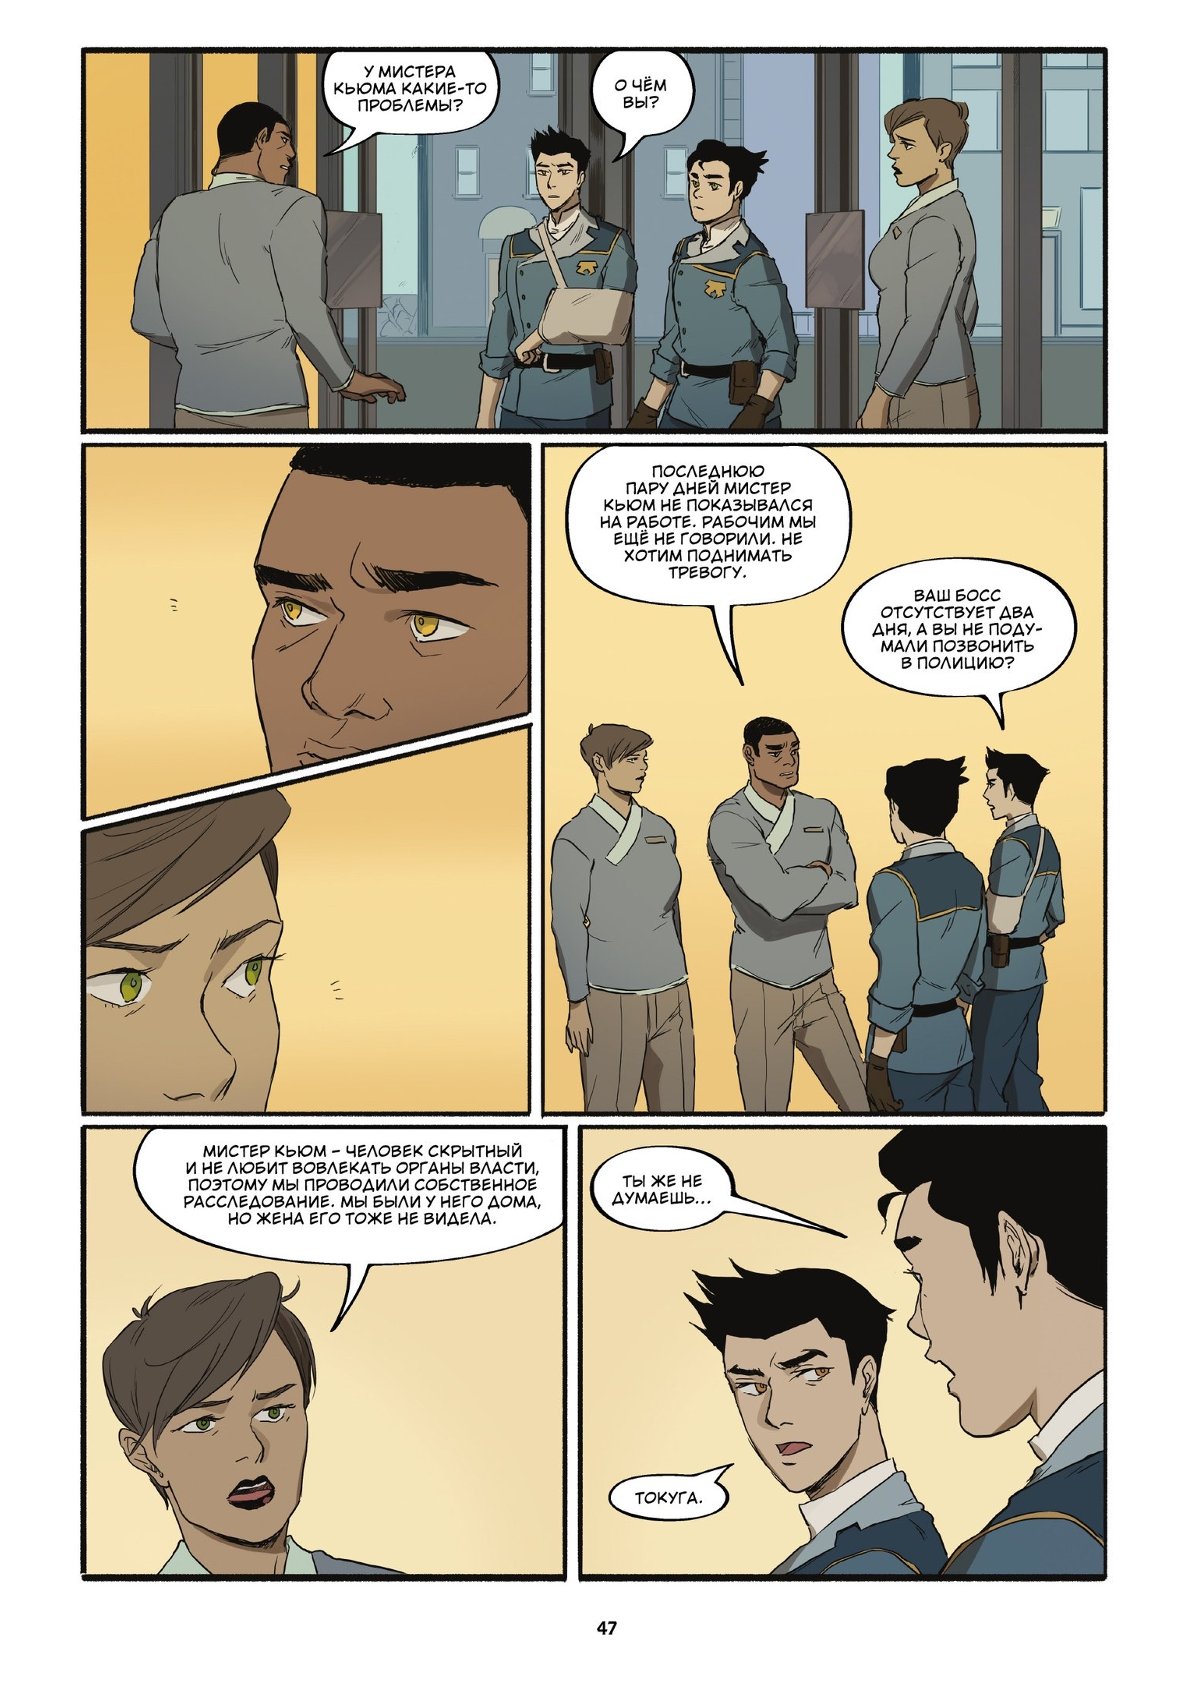 У МИСТЕРА
КЬЮМА КАКИЕ-ТО
ПРОБЛЕМЫ?
О ЧЁМ
ВЫ?
ПОСЛЕДНЮЮ
ПАРУ ДНЕЙ МИСТЕР
КЬЮМ НЕ ПОКАЗЫВАЛСЯ
НА РАБОТЕ. РАБОЧИМ МЫ
ЕЩЁ НЕ ГОВОРИЛИ. НЕ
ХОТИМ ПОДНИМАТЬ
ТРЕВОГУ.
ВАШ БОСС
ОТСУТСТВУЕТ ДВА
ДНЯ, А ВЫ НЕ ПОДУ-
МАЛИ ПОЗВОНИТЬ
В ПОЛИЦИЮ?
МИСТЕР КЬЮМ – ЧЕЛОВЕК СКРЫТНЫЙ
И НЕ ЛЮБИТ ВОВЛЕКАТЬ ОРГАНЫ ВЛАСТИ,
ПОЭТОМУ МЫ ПРОВОДИЛИ СОБСТВЕННОЕ
РАССЛЕДОВАНИЕ. МЫ БЫЛИ У НЕГО ДОМА,
НО ЖЕНА ЕГО ТОЖЕ НЕ ВИДЕЛА.
ТЫ ЖЕ НЕ
ДУМАЕШЬ...
ТОКУГА.
47